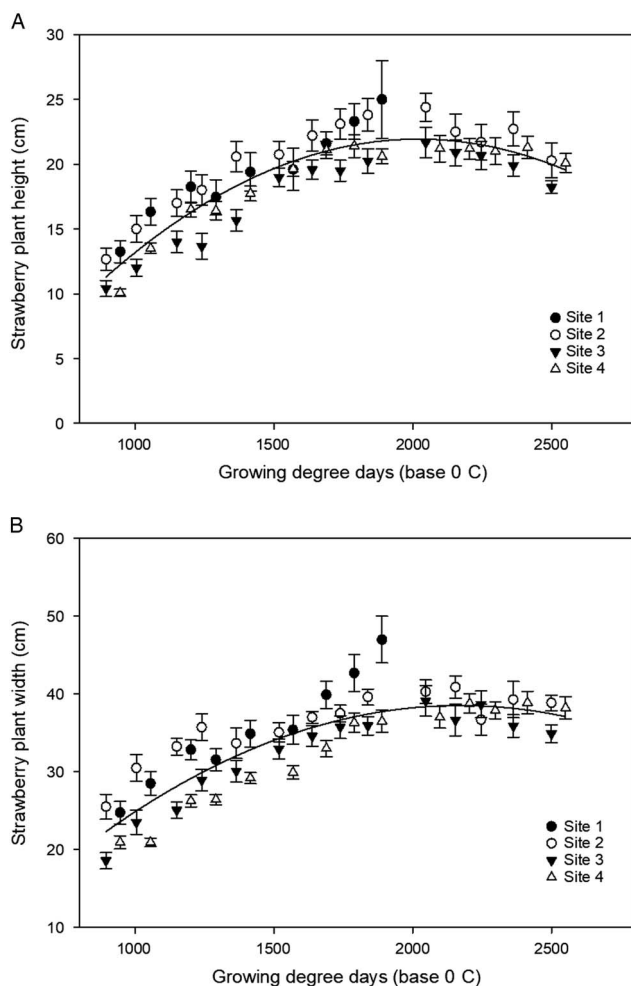 A
Strawberry plant height (cm)
30
25
20
15
10
5
0
Site 1
Site 2
Site 3
Site 4
1000 1500 2000 2500
Growing degree days (base 0 C)
B
Strawberry plant width (cm)
60
50
40
30
20
10
Site 1
Site 2
Site 3
Site 4
1000 1500 2000 2500
Growing degree days (base 0 C)